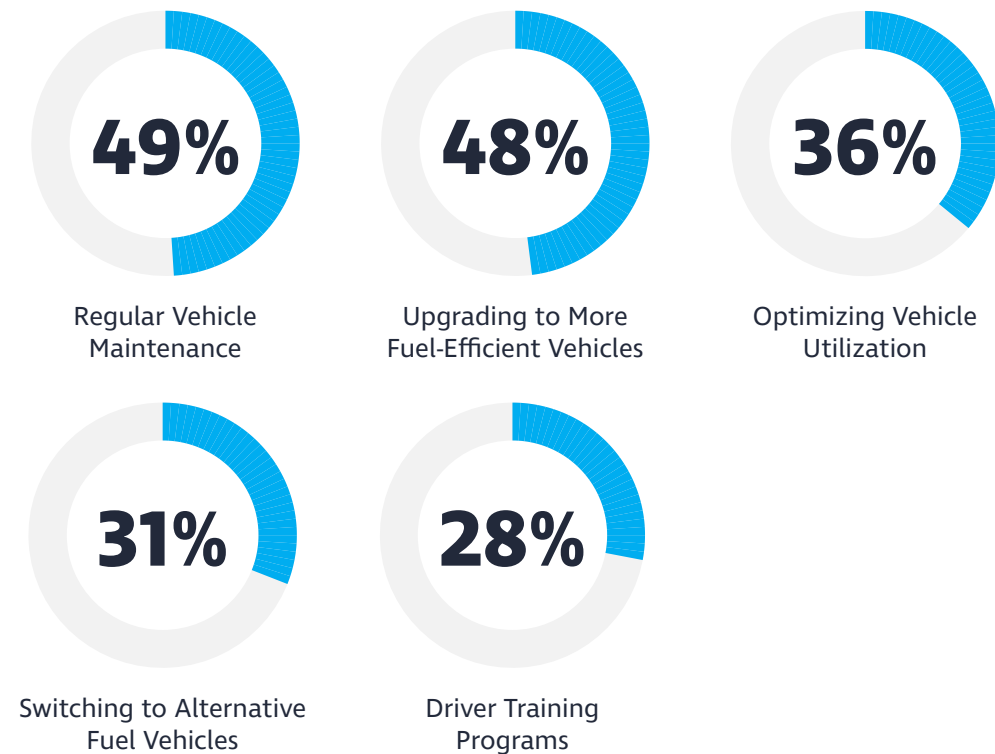 49%
48%
36%
Regular Vehicle
Maintenance
Upgrading to More
Fuel-Efficient Vehicles
Optimizing Vehicle
Utilization
31%
28%
Switching to Alternative
Fuel Vehicles
Driver Training
Programs